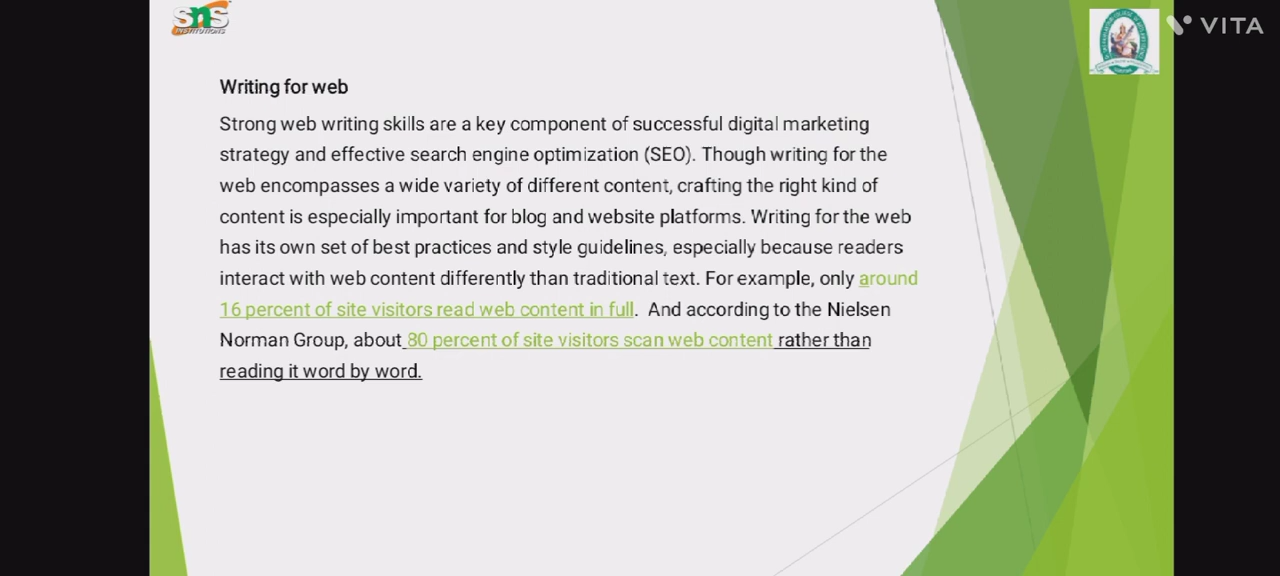 sns
INSTITUTIONS
VITA
Writing for web
Strong web writing skills are a key component of successful digital marketing
strategy and effective search engine optimization (SEO). Though writing for the
web encompasses a wide variety of different content, crafting the right kind of
content is especially important for blog and website platforms. Writing for the web
has its own set of best practices and style guidelines, especially because readers
interact with web content differently than traditional text. For example, only around
16 percent of site visitors read web content in full.  And according to the Nielsen
Norman Group, about 80 percent of site visitors scan web content rather than
reading it word by word.